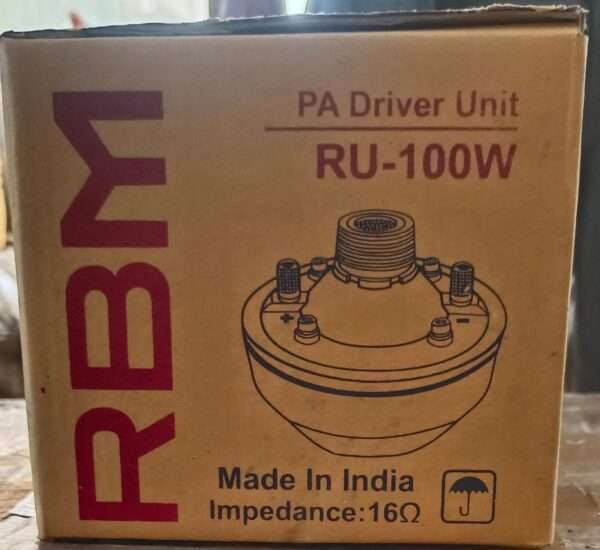 RBM
PA Driver Unit
RU-100W
+ -
Made In India
Impedance:16Ω